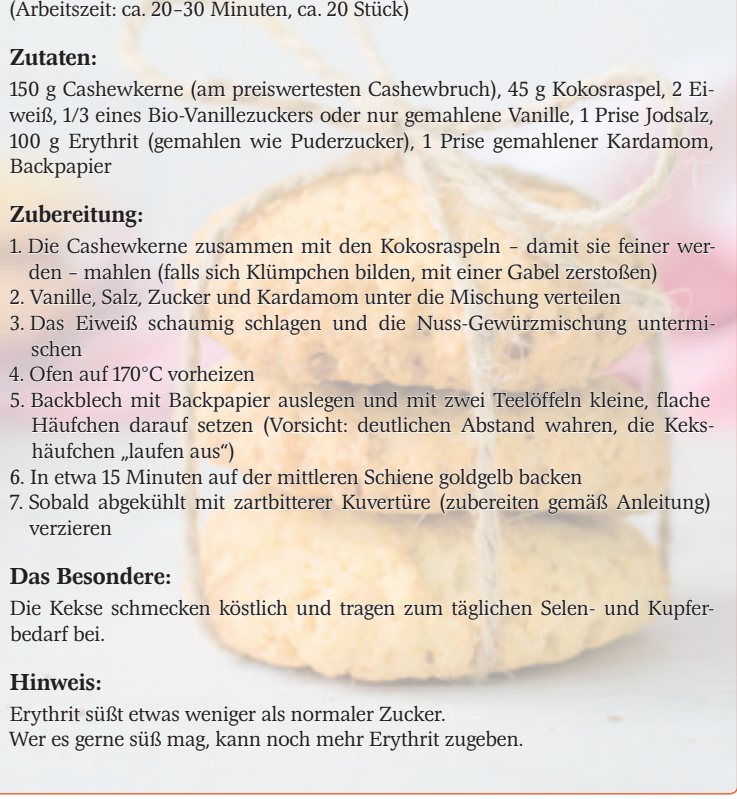 (Arbeitszeit: ca. 20–30 Minuten, ca. 20 Stück)
Zutaten:
150 g Cashewkerne (am preiswertesten Cashewbruch), 45 g Kokosraspel, 2 Ei-
weiß, 1/3 eines Bio-Vanillezuckers oder nur gemahlene Vanille, 1 Prise Jodsalz,
100 g Erythrit (gemahlen wie Puderzucker), 1 Prise gemahlener Kardamom,
Backpapier
Zubereitung:
1. Die Cashewkerne zusammen mit den Kokosraspeln – damit sie feiner wer-
den – mahlen (falls sich Klümpchen bilden, mit einer Gabel zerstoßen)
2. Vanille, Salz, Zucker und Kardamom unter die Mischung verteilen
3. Das Eiweiß schaumig schlagen und die Nuss-Gewürzmischung untermi-
schen
4. Ofen auf 170°C vorheizen
5. Backblech mit Backpapier auslegen und mit zwei Teelöffeln kleine, flache
Häufchen darauf setzen (Vorsicht: deutlichen Abstand wahren, die Keks-
häufchen „laufen aus“)
6. In etwa 15 Minuten auf der mittleren Schiene goldgelb backen
7. Sobald abgekühlt mit zartbitterer Kuvertüre (zubereiten gemäß Anleitung)
verzieren
Das Besondere:
Die Kekse schmecken köstlich und tragen zum täglichen Selen- und Kupfer-
bedarf bei.
Hinweis:
Erythrit süßt etwas weniger als normaler Zucker.
Wer es gerne süß mag, kann noch mehr Erythrit zugeben.